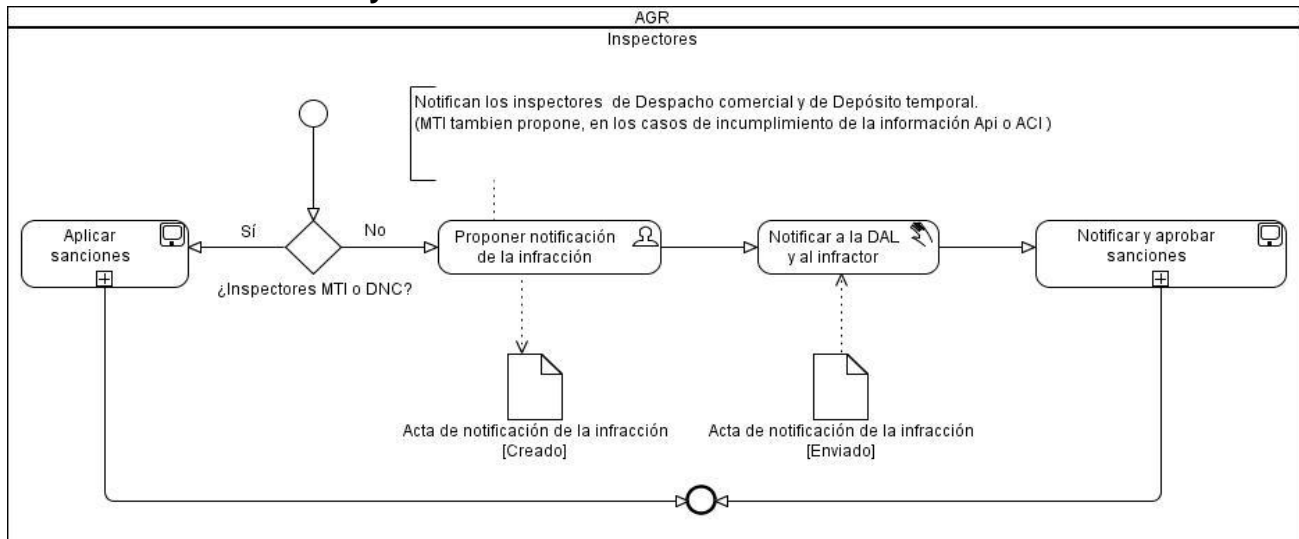 AGR
Inspectores
Notifican los inspectores de Despacho comercial y de Depósito temporal.
(MTI tambien propone, en los casos de incumplimiento de la información Api o ACI )
Aplicar
sanciones
Sí
No
¿Inspectores MTI o DNC?
Proponer notificación
de la infracción
Notificar a la DAL
y al infractor
Notificar y aprobar
sanciones
Acta de notificación de la infracción
[Creado]
Acta de notificación de la infracción
[Enviado]